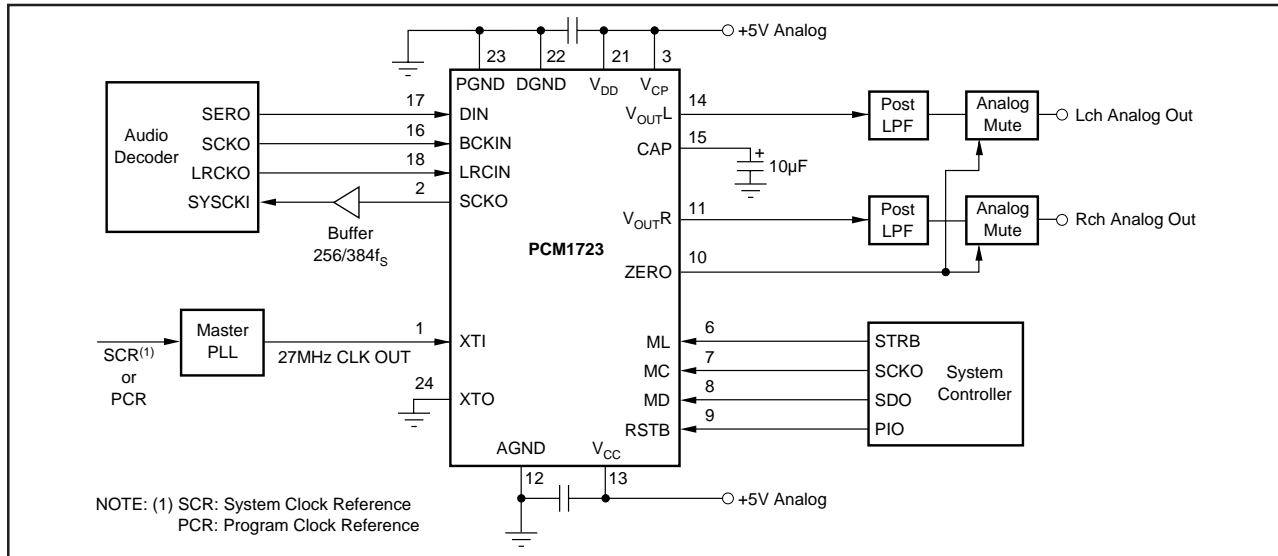 +5V Analog
23 22 21 3
PGND DGND VDD VCP
Audio Decoder
SERO 17 DIN
SCKO 16 BCKIN
LRCKO 18 LRCIN
SYSCKI 2 SCKO
Buffer
256/384fS
VOUTL 14 Post LPF Analog Mute Lch Analog Out
CAP 15
+
10µF
VOUTR 11 Post LPF Analog Mute Rch Analog Out
PCM1723
ZERO 10
Master PLL
SCR(1)
or
PCR
27MHz CLK OUT
1 XTI
24 XTO
ML 6 STRB
MC 7 SCKO
MD 8 SDO
RSTB 9 PIO
System Controller
AGND VCC
12 13
+5V Analog
NOTE: (1) SCR: System Clock Reference
PCR: Program Clock Reference